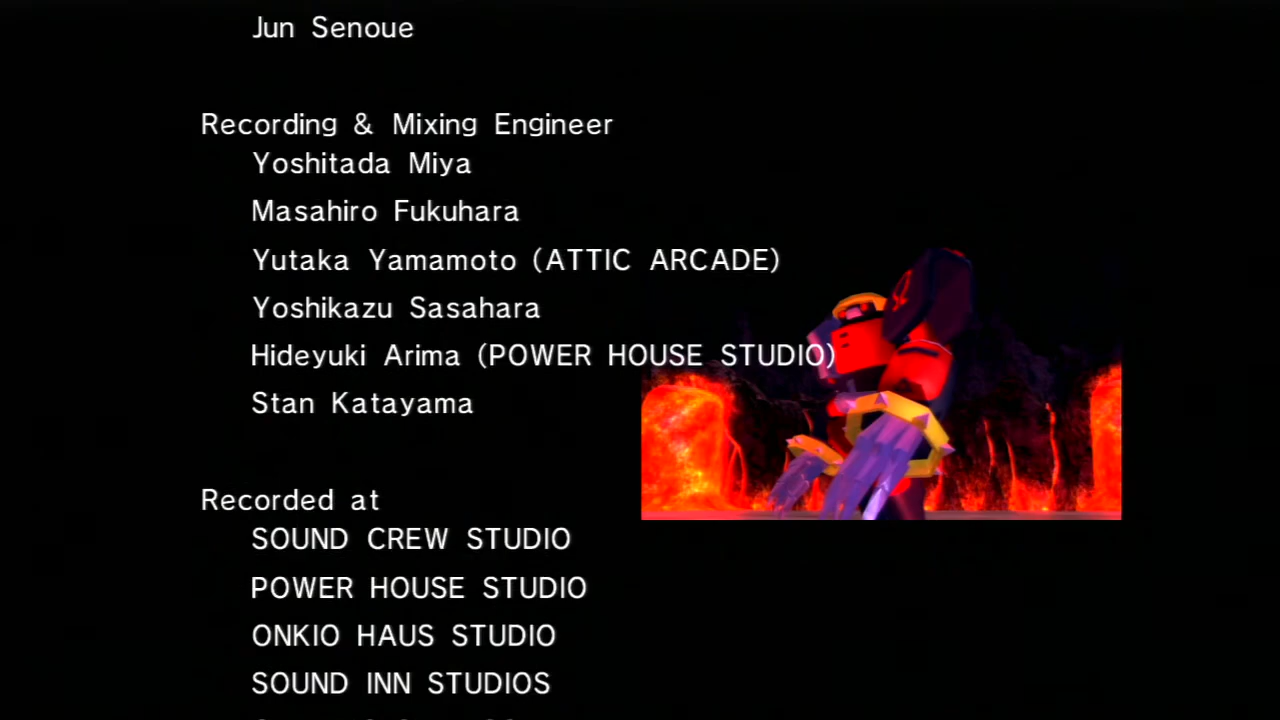 Jun Senoue
Recording & Mixing Engineer
Yoshitada Miya
Masahiro Fukuhara
Yutaka Yamamoto (ATTIC ARCADE)
Yoshikazu Sasahara
Hideyuki Arima (POWER HOUSE STUDIO)
Stan Katayama
Recorded at
SOUND CREW STUDIO
POWER HOUSE STUDIO
ONKIO HAUS STUDIO
SOUND INN STUDIOS